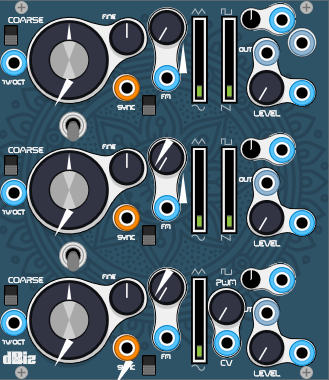 COARSE FINE
OUT
1V/OCT SYNC FM LEVEL
COARSE FINE
OUT
1V/OCT SYNC FM LEVEL
COARSE FINE PWM
1V/OCT SYNC FM CV LEVEL
dBiz